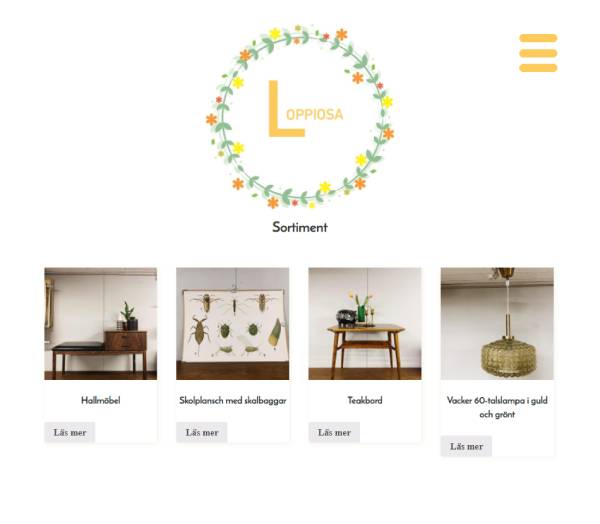 LOPPIOSA
Sortiment
Hallmöbel
Skolplansch med skalbaggar
Teakbord
Vacker 60-talslampa i guld
och grönt
Läs mer
Läs mer
Läs mer
Läs mer